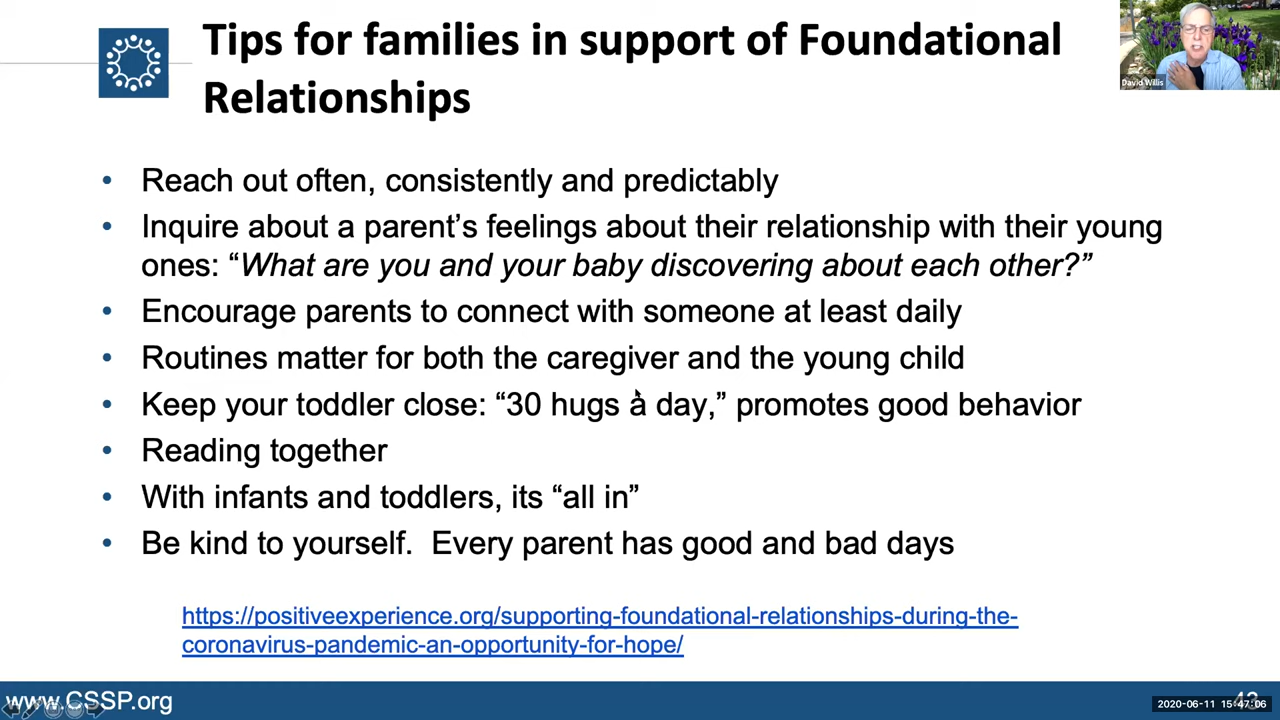 Tips for families in support of Foundational
Relationships
David Willis
• Reach out often, consistently and predictably
• Inquire about a parent’s feelings about their relationship with their young
ones: “What are you and your baby discovering about each other?”
• Encourage parents to connect with someone at least daily
• Routines matter for both the caregiver and the young child
• Keep your toddler close: “30 hugs a day,” promotes good behavior
• Reading together
• With infants and toddlers, its “all in”
• Be kind to yourself.  Every parent has good and bad days
https://positiveexperience.org/supporting-foundational-relationships-during-the-
coronavirus-pandemic-an-opportunity-for-hope/
www.CSSP.org
43
2020-06-11 15:47:06